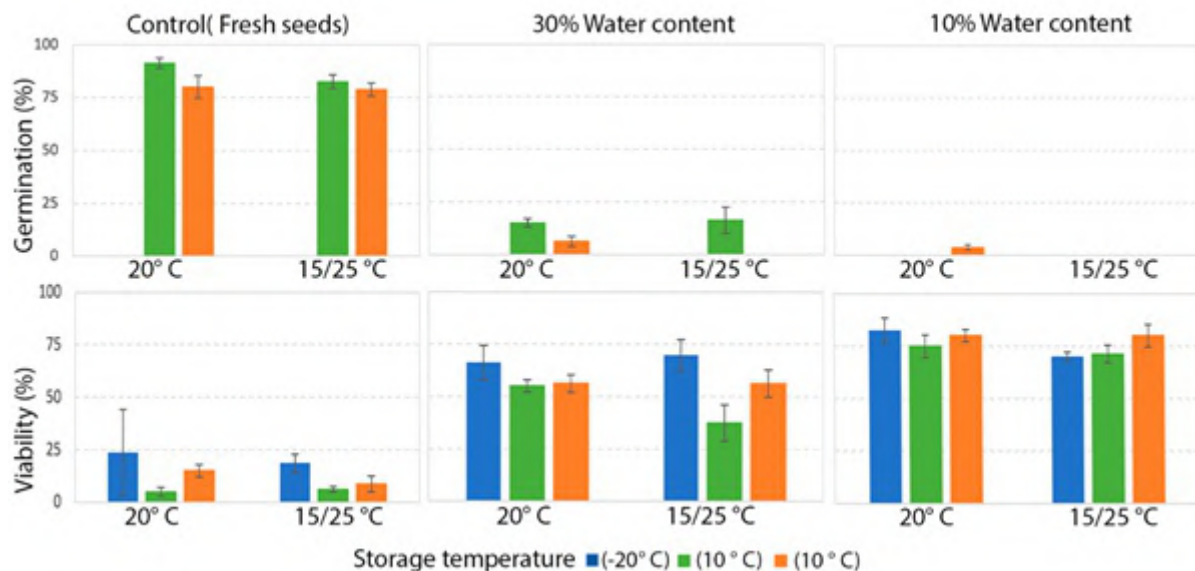 Control( Fresh seeds) 30% Water content 10% Water content
Germination (%)
100
75
50
25
0
20° C 15/25 °C 20° C 15/25 °C 20° C 15/25 °C
Viability (%)
100
75
50
25
0
20° C 15/25 °C 20° C 15/25 °C 20° C 15/25 °C
Storage temperature (-20° C) (10 ° C) (10 ° C)